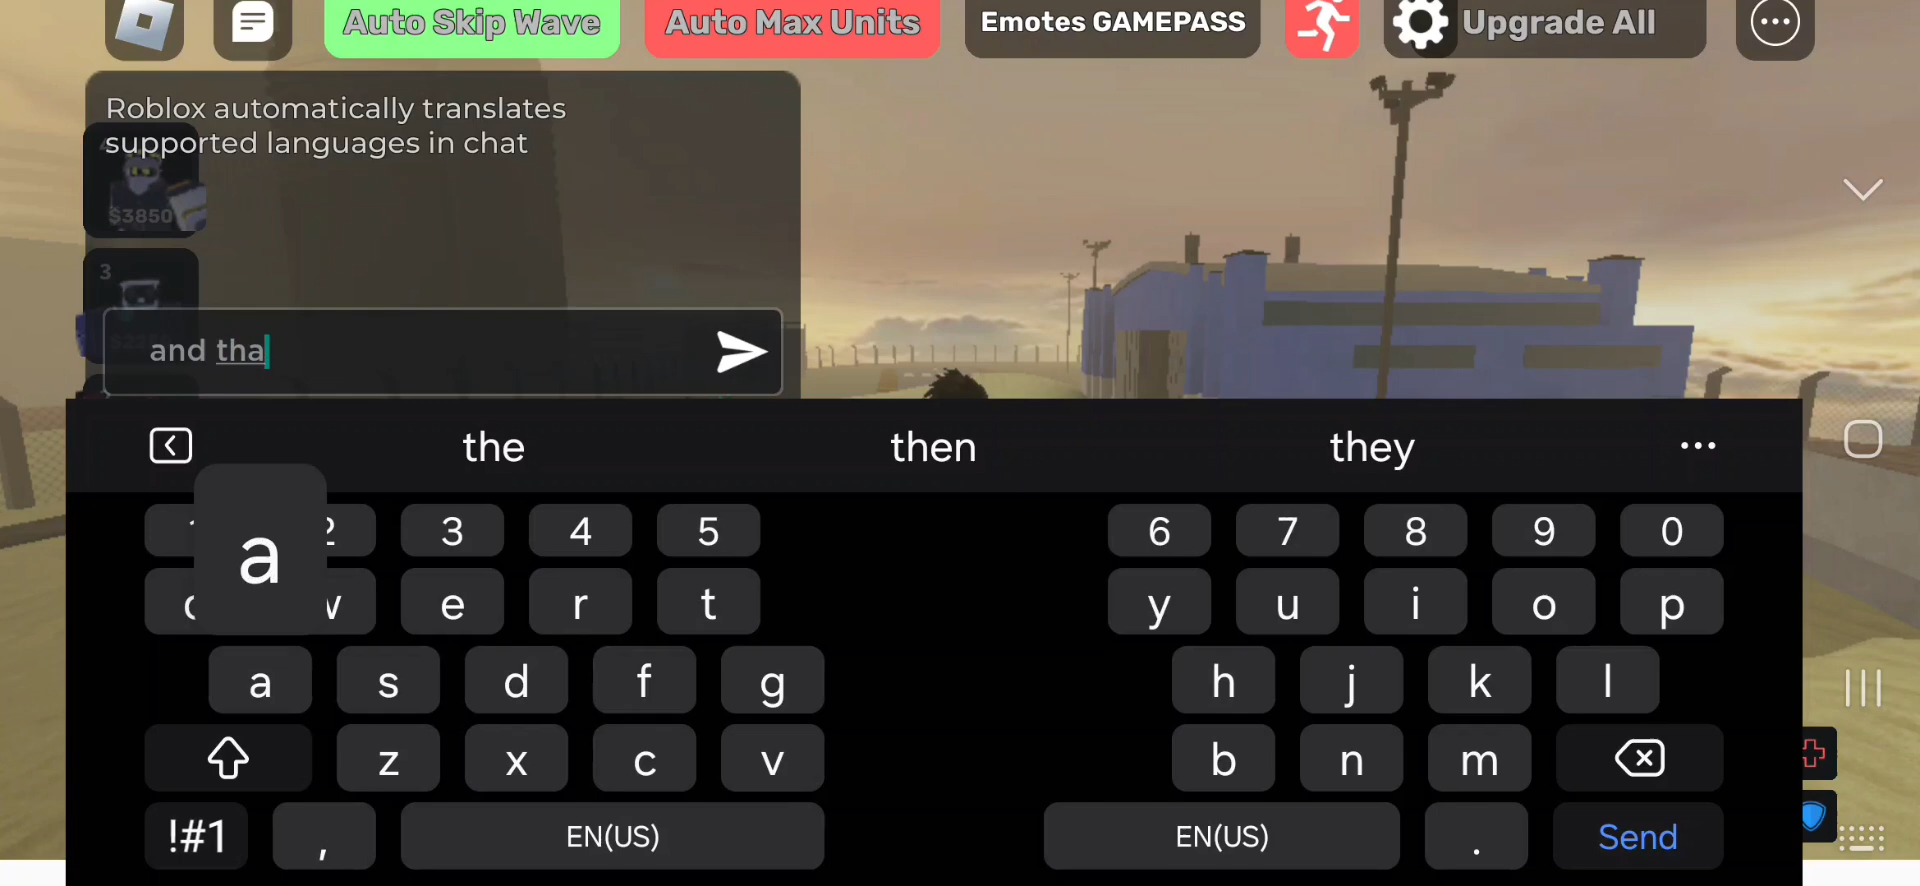 Auto Skip Wave
Auto Max Units
Emotes GAMEPASS
Upgrade All
Roblox automatically translates
supported languages in chat
$3850
3
and tha
the
then
they
a
2
3
4
5
6
7
8
9
0
w
e
r
t
y
u
i
o
p
a
s
d
f
g
h
j
k
l
z
x
c
v
b
n
m
!#1
,
EN(US)
EN(US)
.
Send